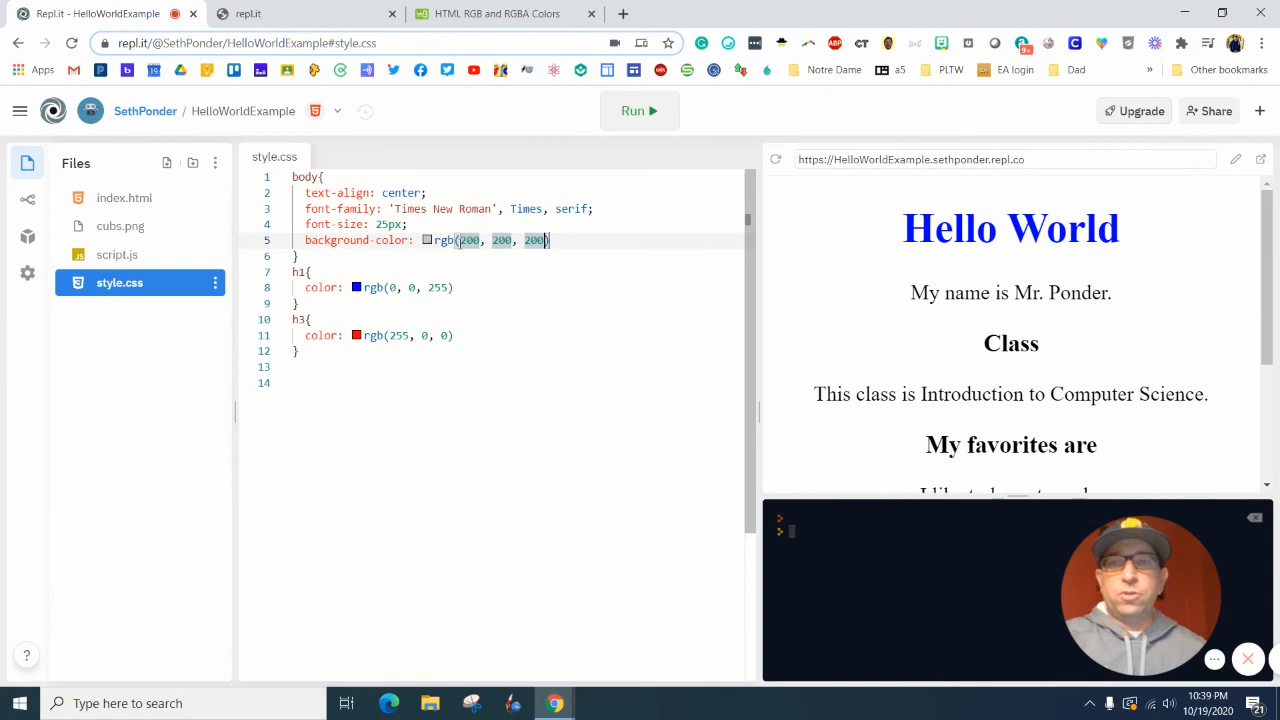 Repl.it - HelloWorldExample
repl.it
HTML RGB and RGBA Colors
repl.it/@SethPonder/HelloWorldExample#style.css
Apps
Notre Dame
a5
PLTW
EA login
Dad
Other bookmarks
SethPonder / HelloWorldExample
Run
Upgrade
Share
Files
index.html
cubs.png
script.js
style.css
style.css
1 body{
2 text-align: center;
3 font-family: 'Times New Roman', Times, serif;
4 font-size: 25px;
5 background-color: rgb(200, 200, 200)
6 }
7 h1{
8 color: rgb(0, 0, 255)
9 }
10 h3{
11 color: rgb(255, 0, 0)
12 }
13
14
https://HelloWorldExample.sethponder.repl.co
Hello World
My name is Mr. Ponder.
Class
This class is Introduction to Computer Science.
My favorites are
?
Type here to search
10:39 PM
10/19/2020
21